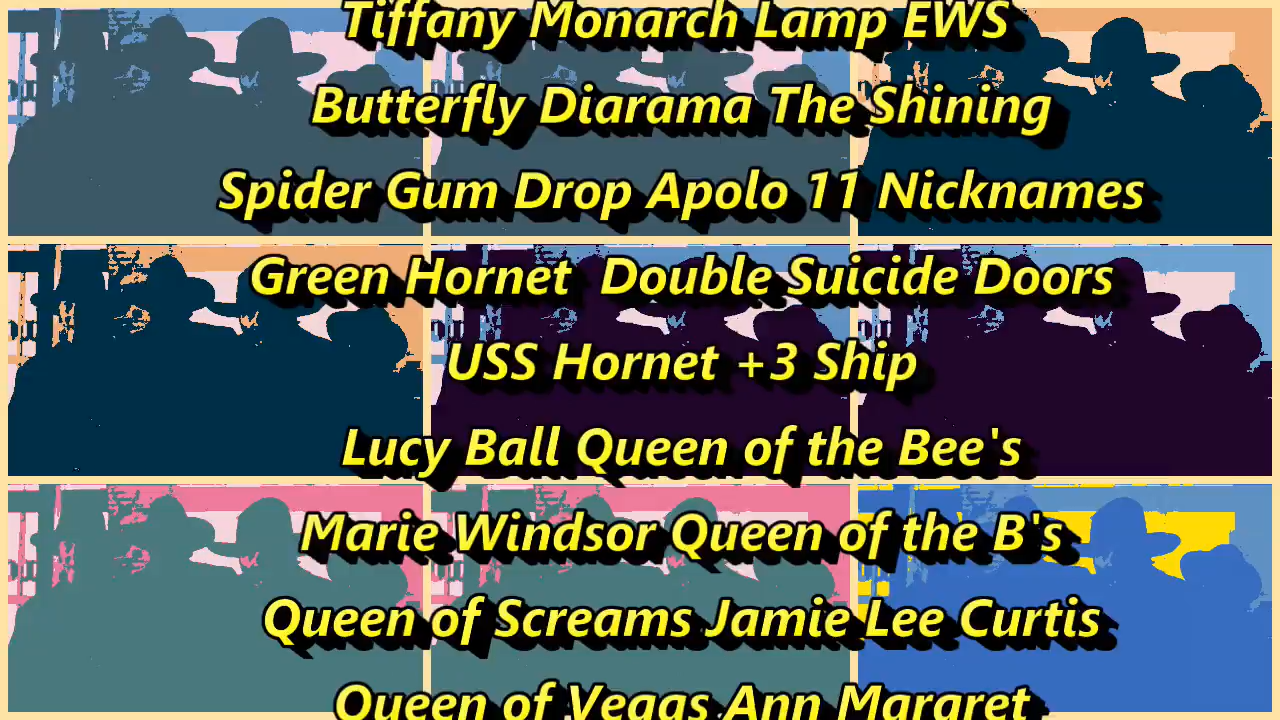 Tiffany Monarch Lamp EWS
Butterfly Diarama The Shining
Spider Gum Drop Apolo 11 Nicknames
Green Hornet  Double Suicide Doors
USS Hornet +3 Ship
Lucy Ball Queen of the Bee's
Marie Windsor Queen of the B's
Queen of Screams Jamie Lee Curtis
Queen of Vegas Ann Margret